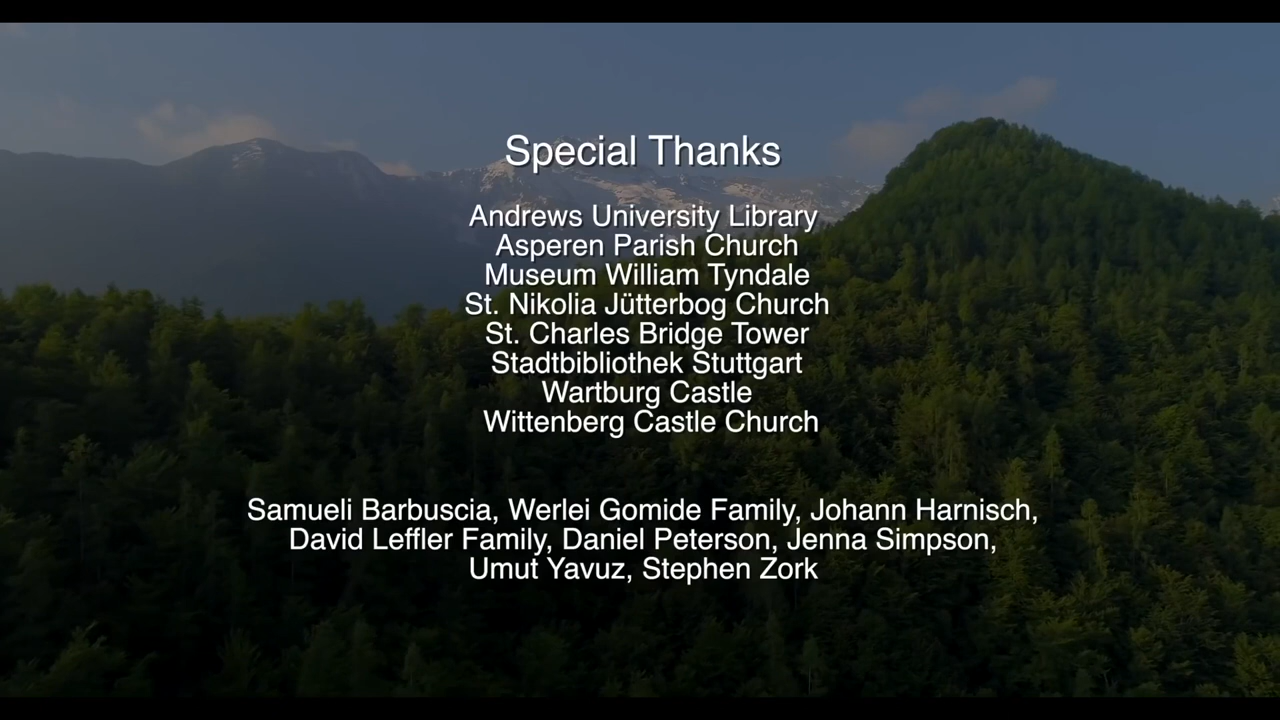 Special Thanks
Andrews University Library
Asperen Parish Church
Museum William Tyndale
St. Nikolia Jütterbog Church
St. Charles Bridge Tower
Stadtbibliothek Stuttgart
Wartburg Castle
Wittenberg Castle Church
Samueli Barbuscia, Werlei Gomide Family, Johann Harnisch,
David Leffler Family, Daniel Peterson, Jenna Simpson,
Umut Yavuz, Stephen Zork